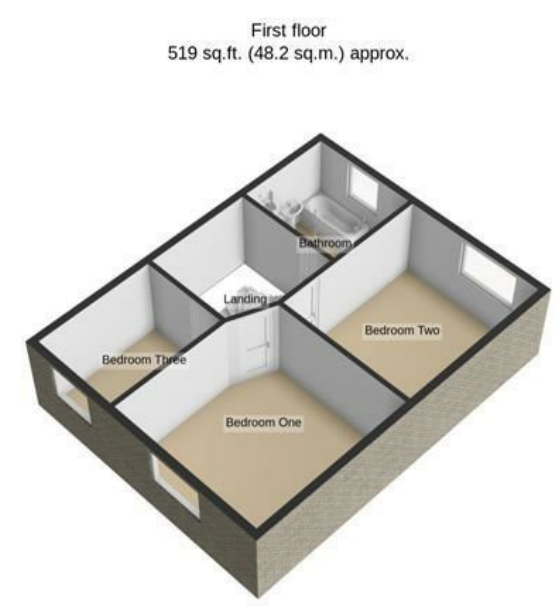 First floor
519 sq.ft. (48.2 sq.m.) approx.
Bathroom
Landing
Bedroom Two
Bedroom Three
Bedroom One